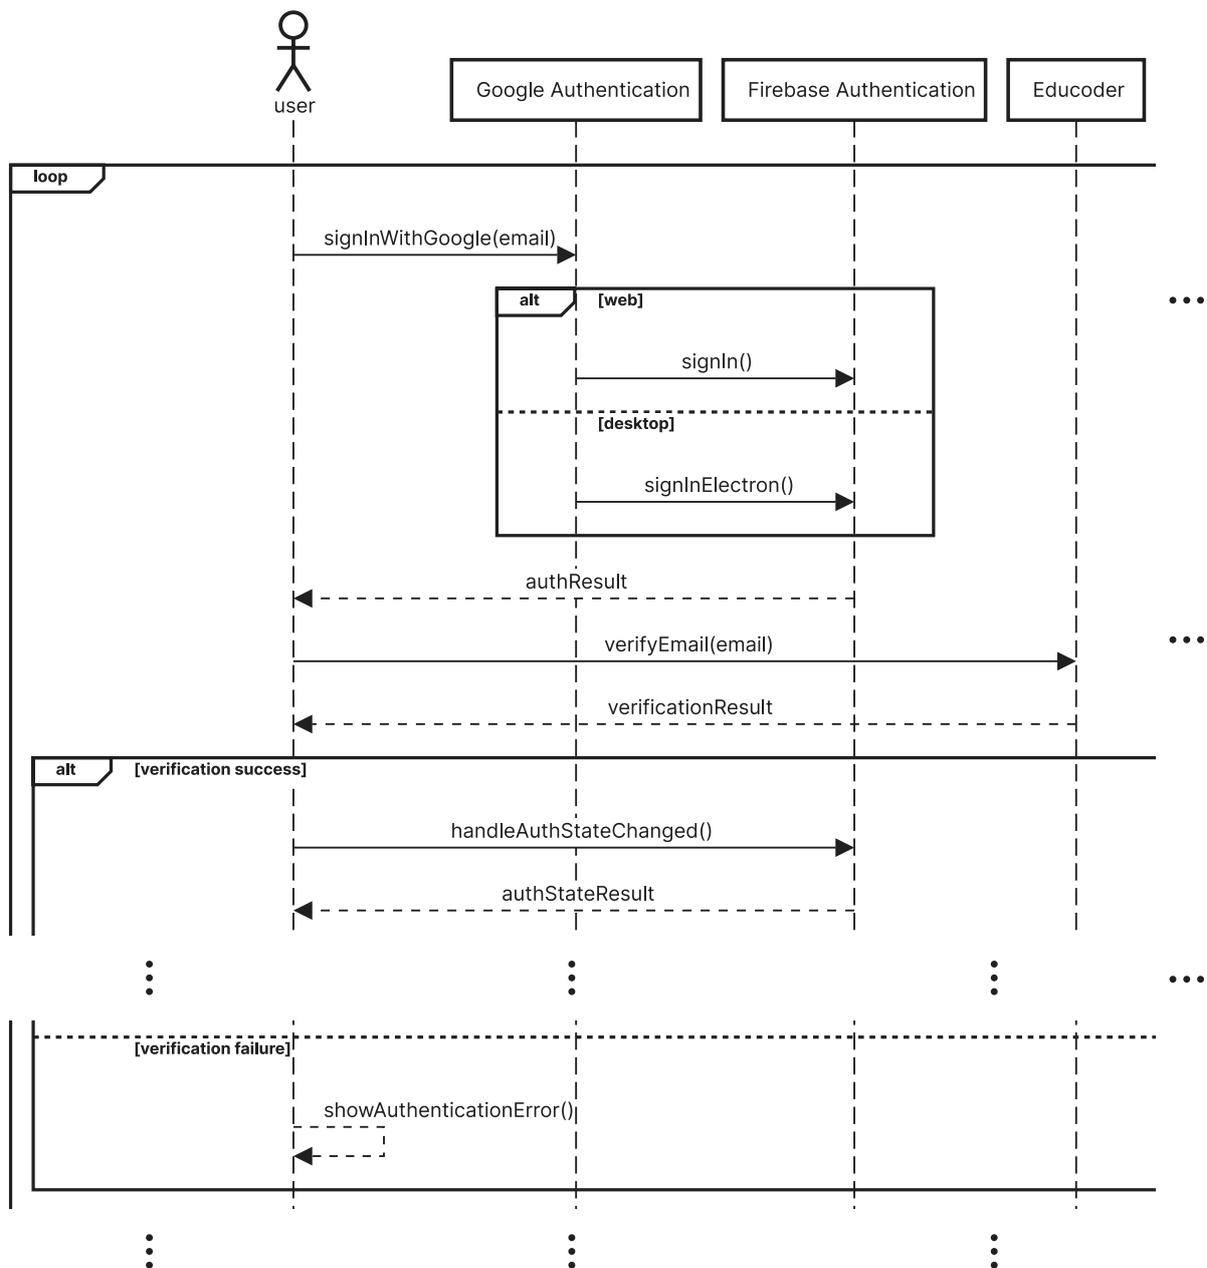 user
Google Authentication
Firebase Authentication
Educoder
loop
signInWithGoogle(email)
alt
[web]
signIn()
[desktop]
signInElectron()
authResult
verifyEmail(email)
verificationResult
alt
[verification success]
handleAuthStateChanged()
authStateResult
[verification failure]
showAuthenticationError()